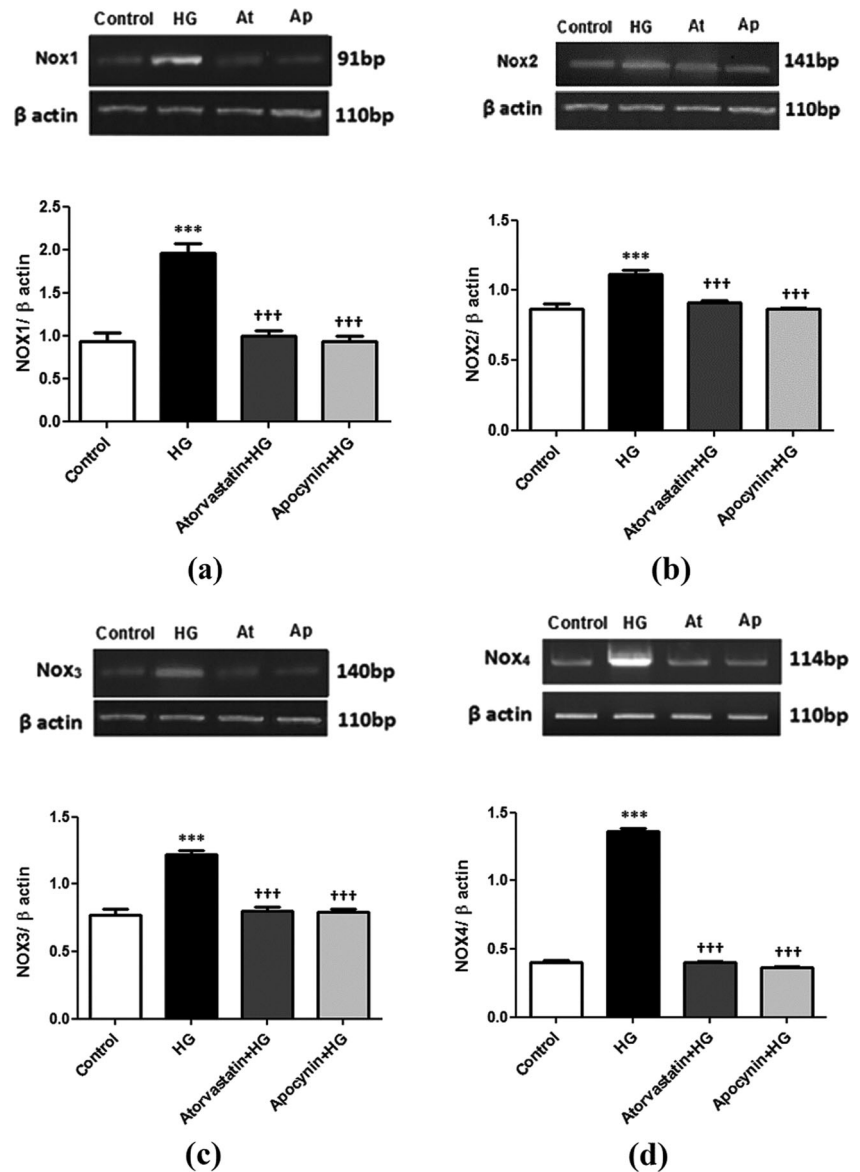 Control HG At Ap
Nox1 91bp
β actin 110bp
NOX1/ β actin
2.5
2.0
1.5
1.0
0.5
0.0
***
†††
†††
Control
HG
Atorvastatin+HG
Apocynin+HG
(a)
Control HG At Ap
Nox2 141bp
β actin 110bp
NOX2/ β actin
1.5
1.0
0.5
0.0
***
†††
†††
Control
HG
Atorvastatin+HG
Apocynin+HG
(b)
Control HG At Ap
Nox3 140bp
β actin 110bp
NOX3/ β actin
1.5
1.0
0.5
0.0
***
†††
†††
Control
HG
Atorvastatin+HG
Apocynin+HG
(c)
Control HG At Ap
Nox4 114bp
β actin 110bp
NOX4/ β actin
1.5
1.0
0.5
0.0
***
†††
†††
Control
HG
Atorvastatin+HG
Apocynin+HG
(d)